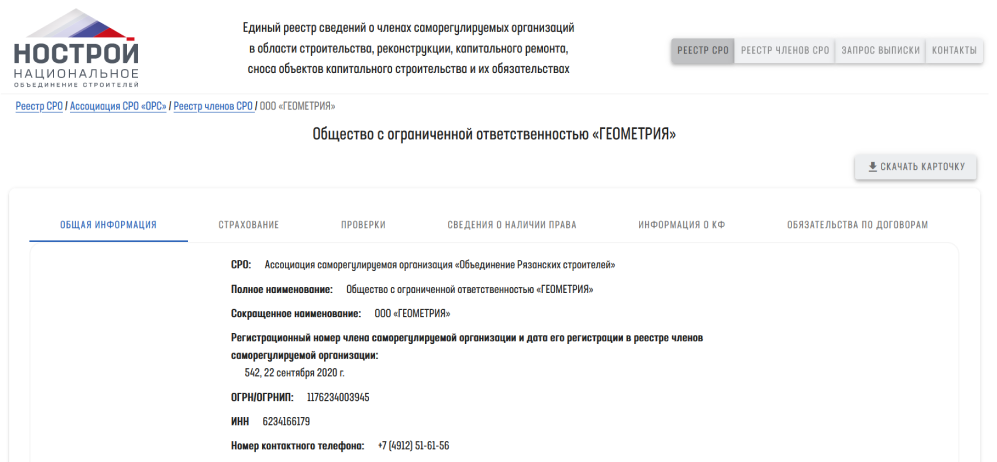 НОСТРОЙ
НАЦИОНАЛЬНОЕ
ОБЪЕДИНЕНИЕ СТРОИТЕЛЕЙ
Единый реестр сведений о членах саморегулируемых организаций
в области строительства, реконструкции, капитального ремонта,
сноса объектов капитального строительства и их обязательствах
РЕЕСТР СРО РЕЕСТР ЧЛЕНОВ СРО ЗАПРОС ВЫПИСКИ КОНТАКТЫ
Реестр СРО / Ассоциация СРО «ОРС» / Реестр членов СРО / ООО «ГЕОМЕТРИЯ»
Общество с ограниченной ответственностью «ГЕОМЕТРИЯ»
СКАЧАТЬ КАРТОЧКУ
ОБЩАЯ ИНФОРМАЦИЯ СТРАХОВАНИЕ ПРОВЕРКИ СВЕДЕНИЯ О НАЛИЧИИ ПРАВА ИНФОРМАЦИЯ О КФ ОБЯЗАТЕЛЬСТВА ПО ДОГОВОРАМ
СРО: Ассоциация саморегулируемая организация «Объединение Рязанских строителей»
Полное наименование: Общество с ограниченной ответственностью «ГЕОМЕТРИЯ»
Сокращенное наименование: ООО «ГЕОМЕТРИЯ»
Регистрационный номер члена саморегулируемой организации и дата его регистрации в реестре членов
саморегулируемой организации:
542, 22 сентября 2020 г.
ОГРН/ОГРНИП: 1176234003945
ИНН 6234166179
Номер контактного телефона: +7 (4912) 51-61-56